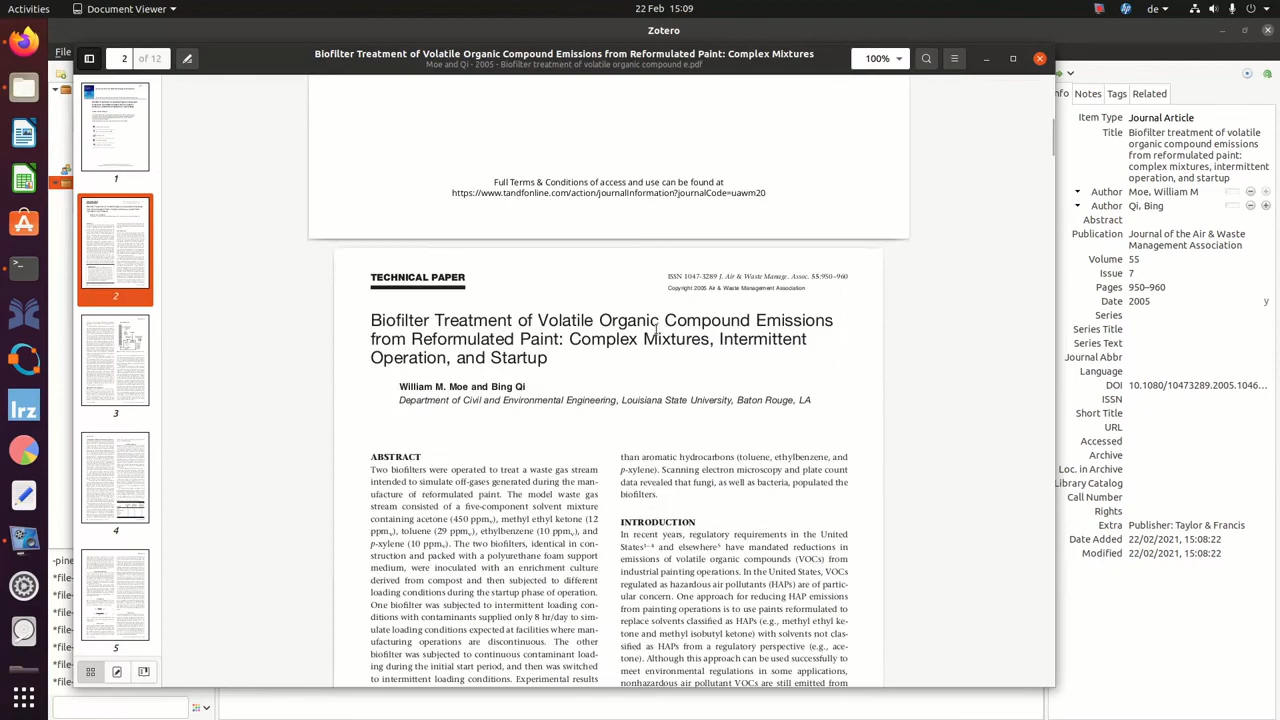 Activities
Document Viewer
22 Feb 15:09
Zotero
File
2
of 12
Biofilter Treatment of Volatile Organic Compound Emissions from Reformulated Paint: Complex Mixtures
Moe and Qi - 2005 - Biofilter treatment of volatile organic compound e.pdf
100%
1
2
3
4
5
Full Terms & Conditions of access and use can be found at
https://www.tandfonline.com/action/journalInformation?journalCode=uawm20
TECHNICAL PAPER
ISSN 1047-3289 J. Air & Waste Manage. Assoc. 55:950–960
Copyright 2005 Air & Waste Management Association
Biofilter Treatment of Volatile Organic Compound Emissions
from Reformulated Paint: Complex Mixtures, Intermittent
Operation, and Startup
William M. Moe and Bing Qi
Department of Civil and Environmental Engineering, Louisiana State University, Baton Rouge, LA
ABSTRACT
Two biofilters were operated to treat a waste gas stream
intended to simulate off-gases generated during the man-
ufacture of reformulated paint. The model waste gas
stream consisted of a five-component solvent mixture
containing acetone (450 ppmv), methyl ethyl ketone (12
ppmv), toluene (29 ppmv), ethylbenzene (10 ppmv), and
p-xylene (10 ppmv). The two biofilters, identical in con-
struction and packed with a polyurethane foam support
medium, were inoculated with an enrichment culture
derived from compost and then subjected to different
loading conditions during the startup phase of operation.
One biofilter was subjected to intermittent loading con-
ditions with contaminants supplied only 8 hr/day to sim-
ulate loading conditions expected at facilities where man-
ufacturing operations are discontinuous. The other
biofilter was subjected to continuous contaminant load-
ing during the initial start period, and then was switched
to intermittent loading conditions. Experimental results
than aromatic hydrocarbons (toluene, ethylbenzene, and
p-xylene). Scanning electron microscopy and plate count
data revealed that fungi, as well as bacteria, populated the
biofilters.
INTRODUCTION
In recent years, regulatory requirements in the United
States1–4 and elsewhere5 have mandated reductions in
emissions of volatile organic compounds (VOCs) from
industrial painting operations. In the United States, VOCs
regulated as hazardous air pollutants (HAPs) are of partic-
ular concern. One approach for reducing HAP emissions
from painting operations is to use paints reformulated to
replace solvents classified as HAPs (e.g., methyl ethyl ke-
tone and methyl isobutyl ketone) with solvents not clas-
sified as HAPs from a regulatory perspective (e.g., ace-
tone). Although this approach can be used successfully to
meet environmental regulations in some applications,
nonhazardous air pollutant VOCs are still emitted from
nfo
Notes
Tags
Related
Item Type Journal Article
Title Biofilter treatment of volatile
organic compound emissions
from reformulated paint:
complex mixtures, intermittent
operation, and startup
Author Moe, William M
Author Qi, Bing
Abstract
Publication Journal of the Air & Waste
Management Association
Volume 55
Issue 7
Pages 950–960
Date 2005 y
Series
Series Title
Series Text
Journal Abbr
Language
DOI 10.1080/10473289.2005.1046...
ISSN
Short Title
URL
Accessed
Archive
Loc. in Archive
Library Catalog
Call Number
Rights
Extra Publisher: Taylor & Francis
Date Added 22/02/2021, 15:08:22
Modified 22/02/2021, 15:08:22
lrz
-pine
*file-
*file-
*file-
*file-
*file-
*file-